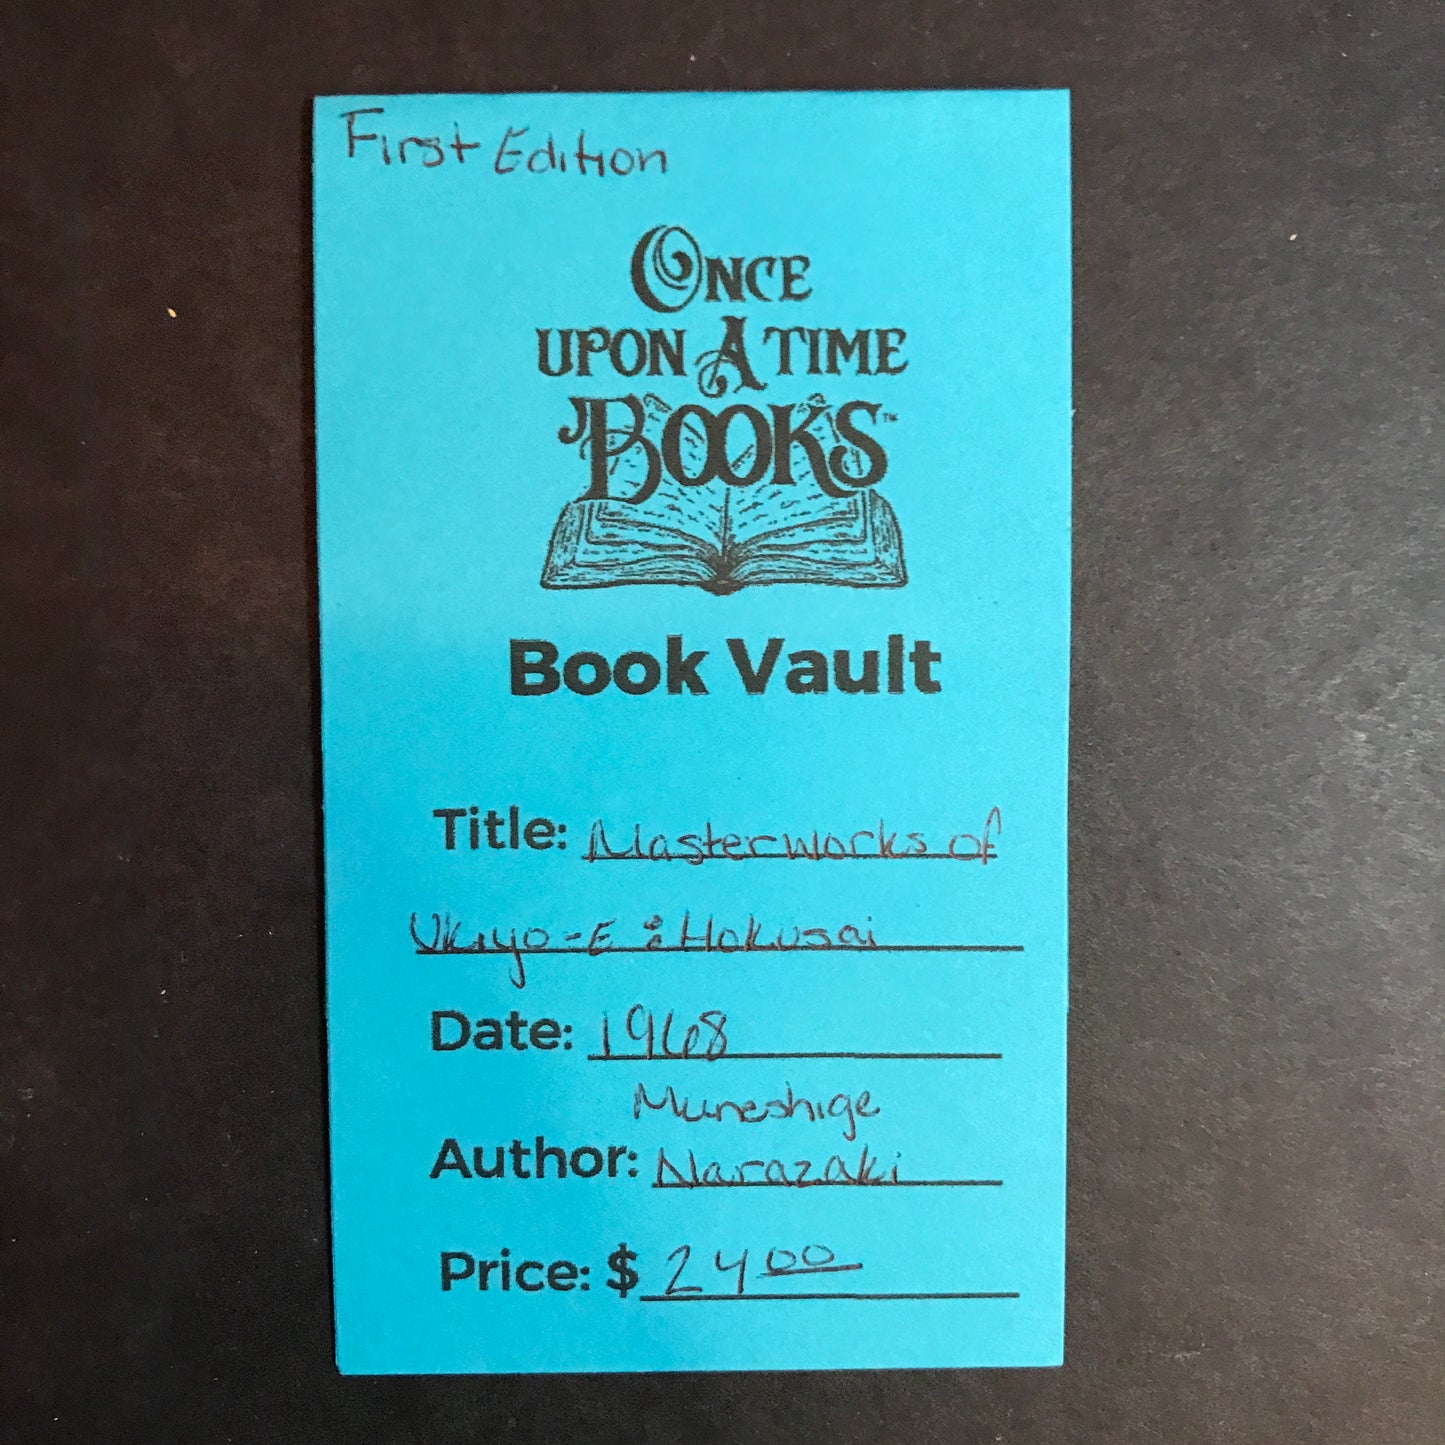 First Edition
ONCE
UPON A TIME
BOOKS™
Book Vault
Title: Masterworks of
Ukiyo-E : Hokusai
Date: 1968
Muneshige
Author: Narazaki
Price: $ 24 00